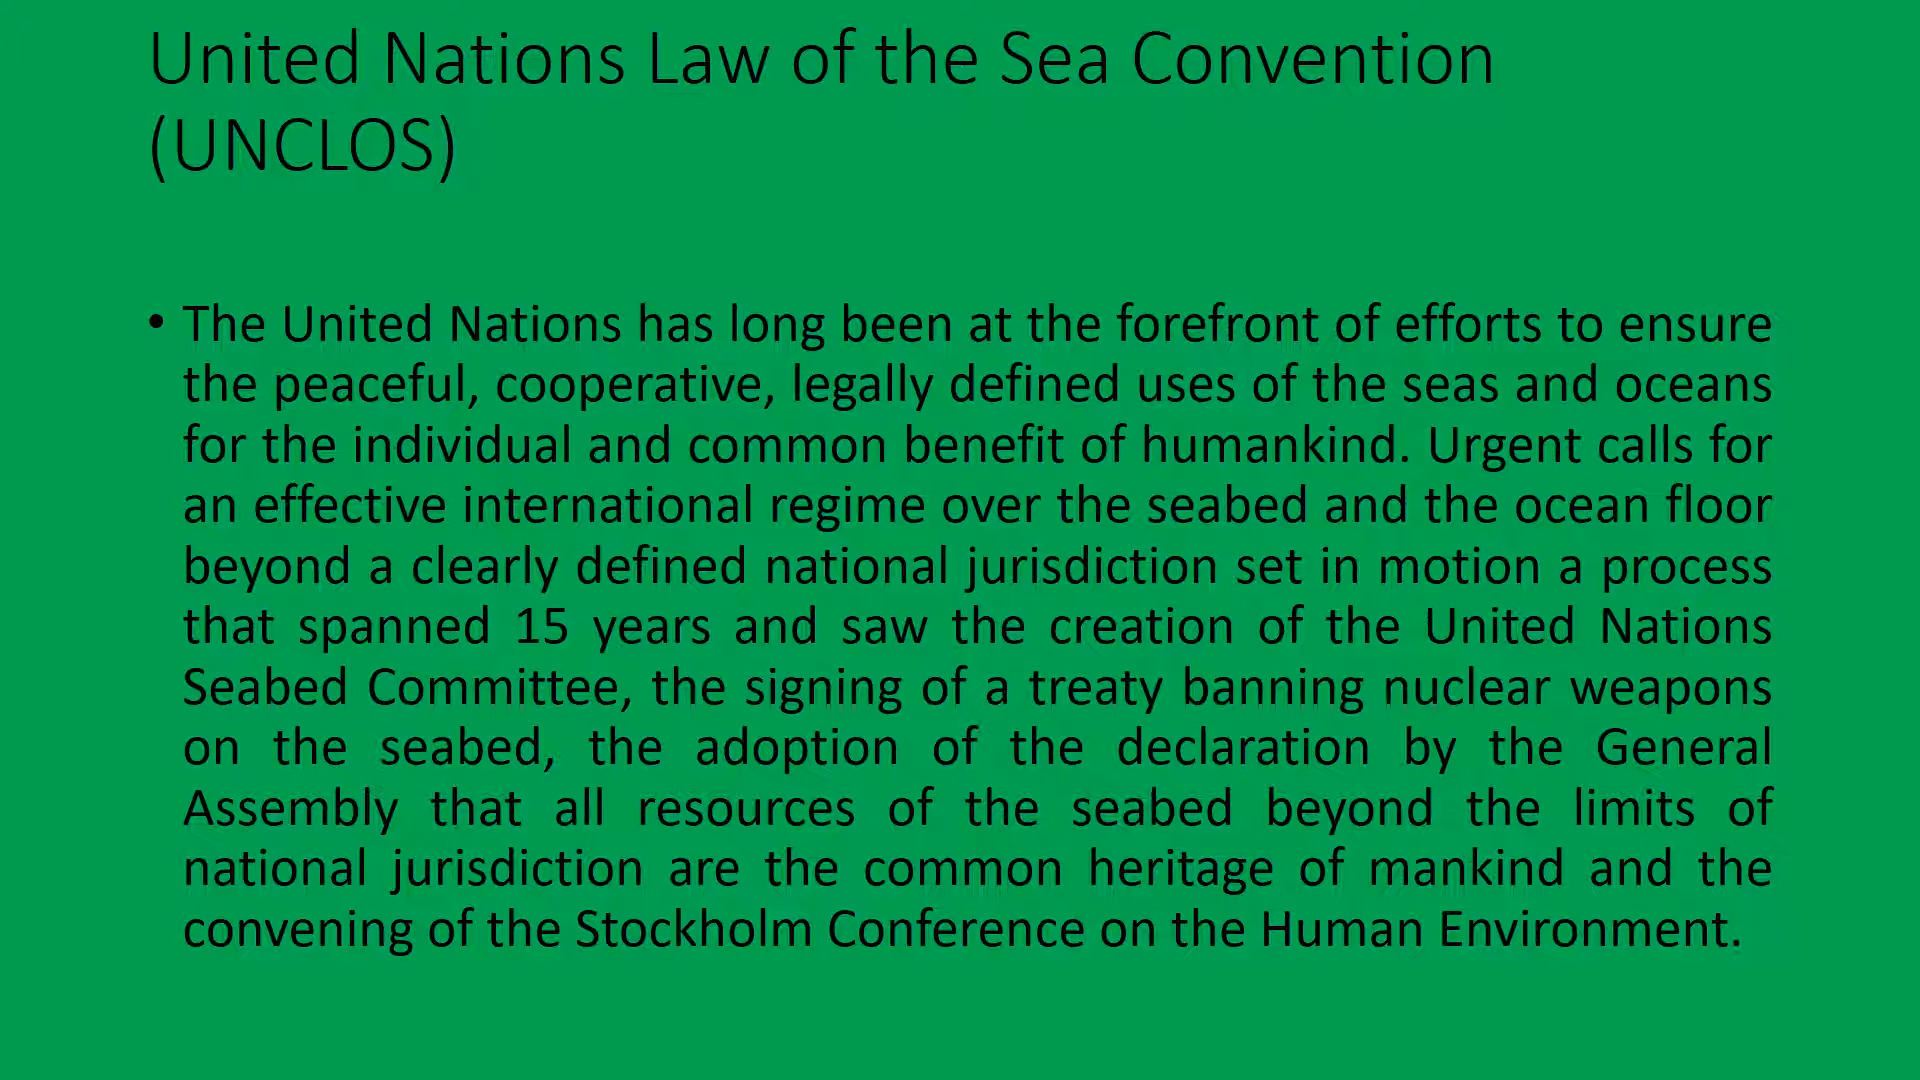 United Nations Law of the Sea Convention
(UNCLOS)
• The United Nations has long been at the forefront of efforts to ensure
the peaceful, cooperative, legally defined uses of the seas and oceans
for the individual and common benefit of humankind. Urgent calls for
an effective international regime over the seabed and the ocean floor
beyond a clearly defined national jurisdiction set in motion a process
that spanned 15 years and saw the creation of the United Nations
Seabed Committee, the signing of a treaty banning nuclear weapons
on the seabed, the adoption of the declaration by the General
Assembly that all resources of the seabed beyond the limits of
national jurisdiction are the common heritage of mankind and the
convening of the Stockholm Conference on the Human Environment.